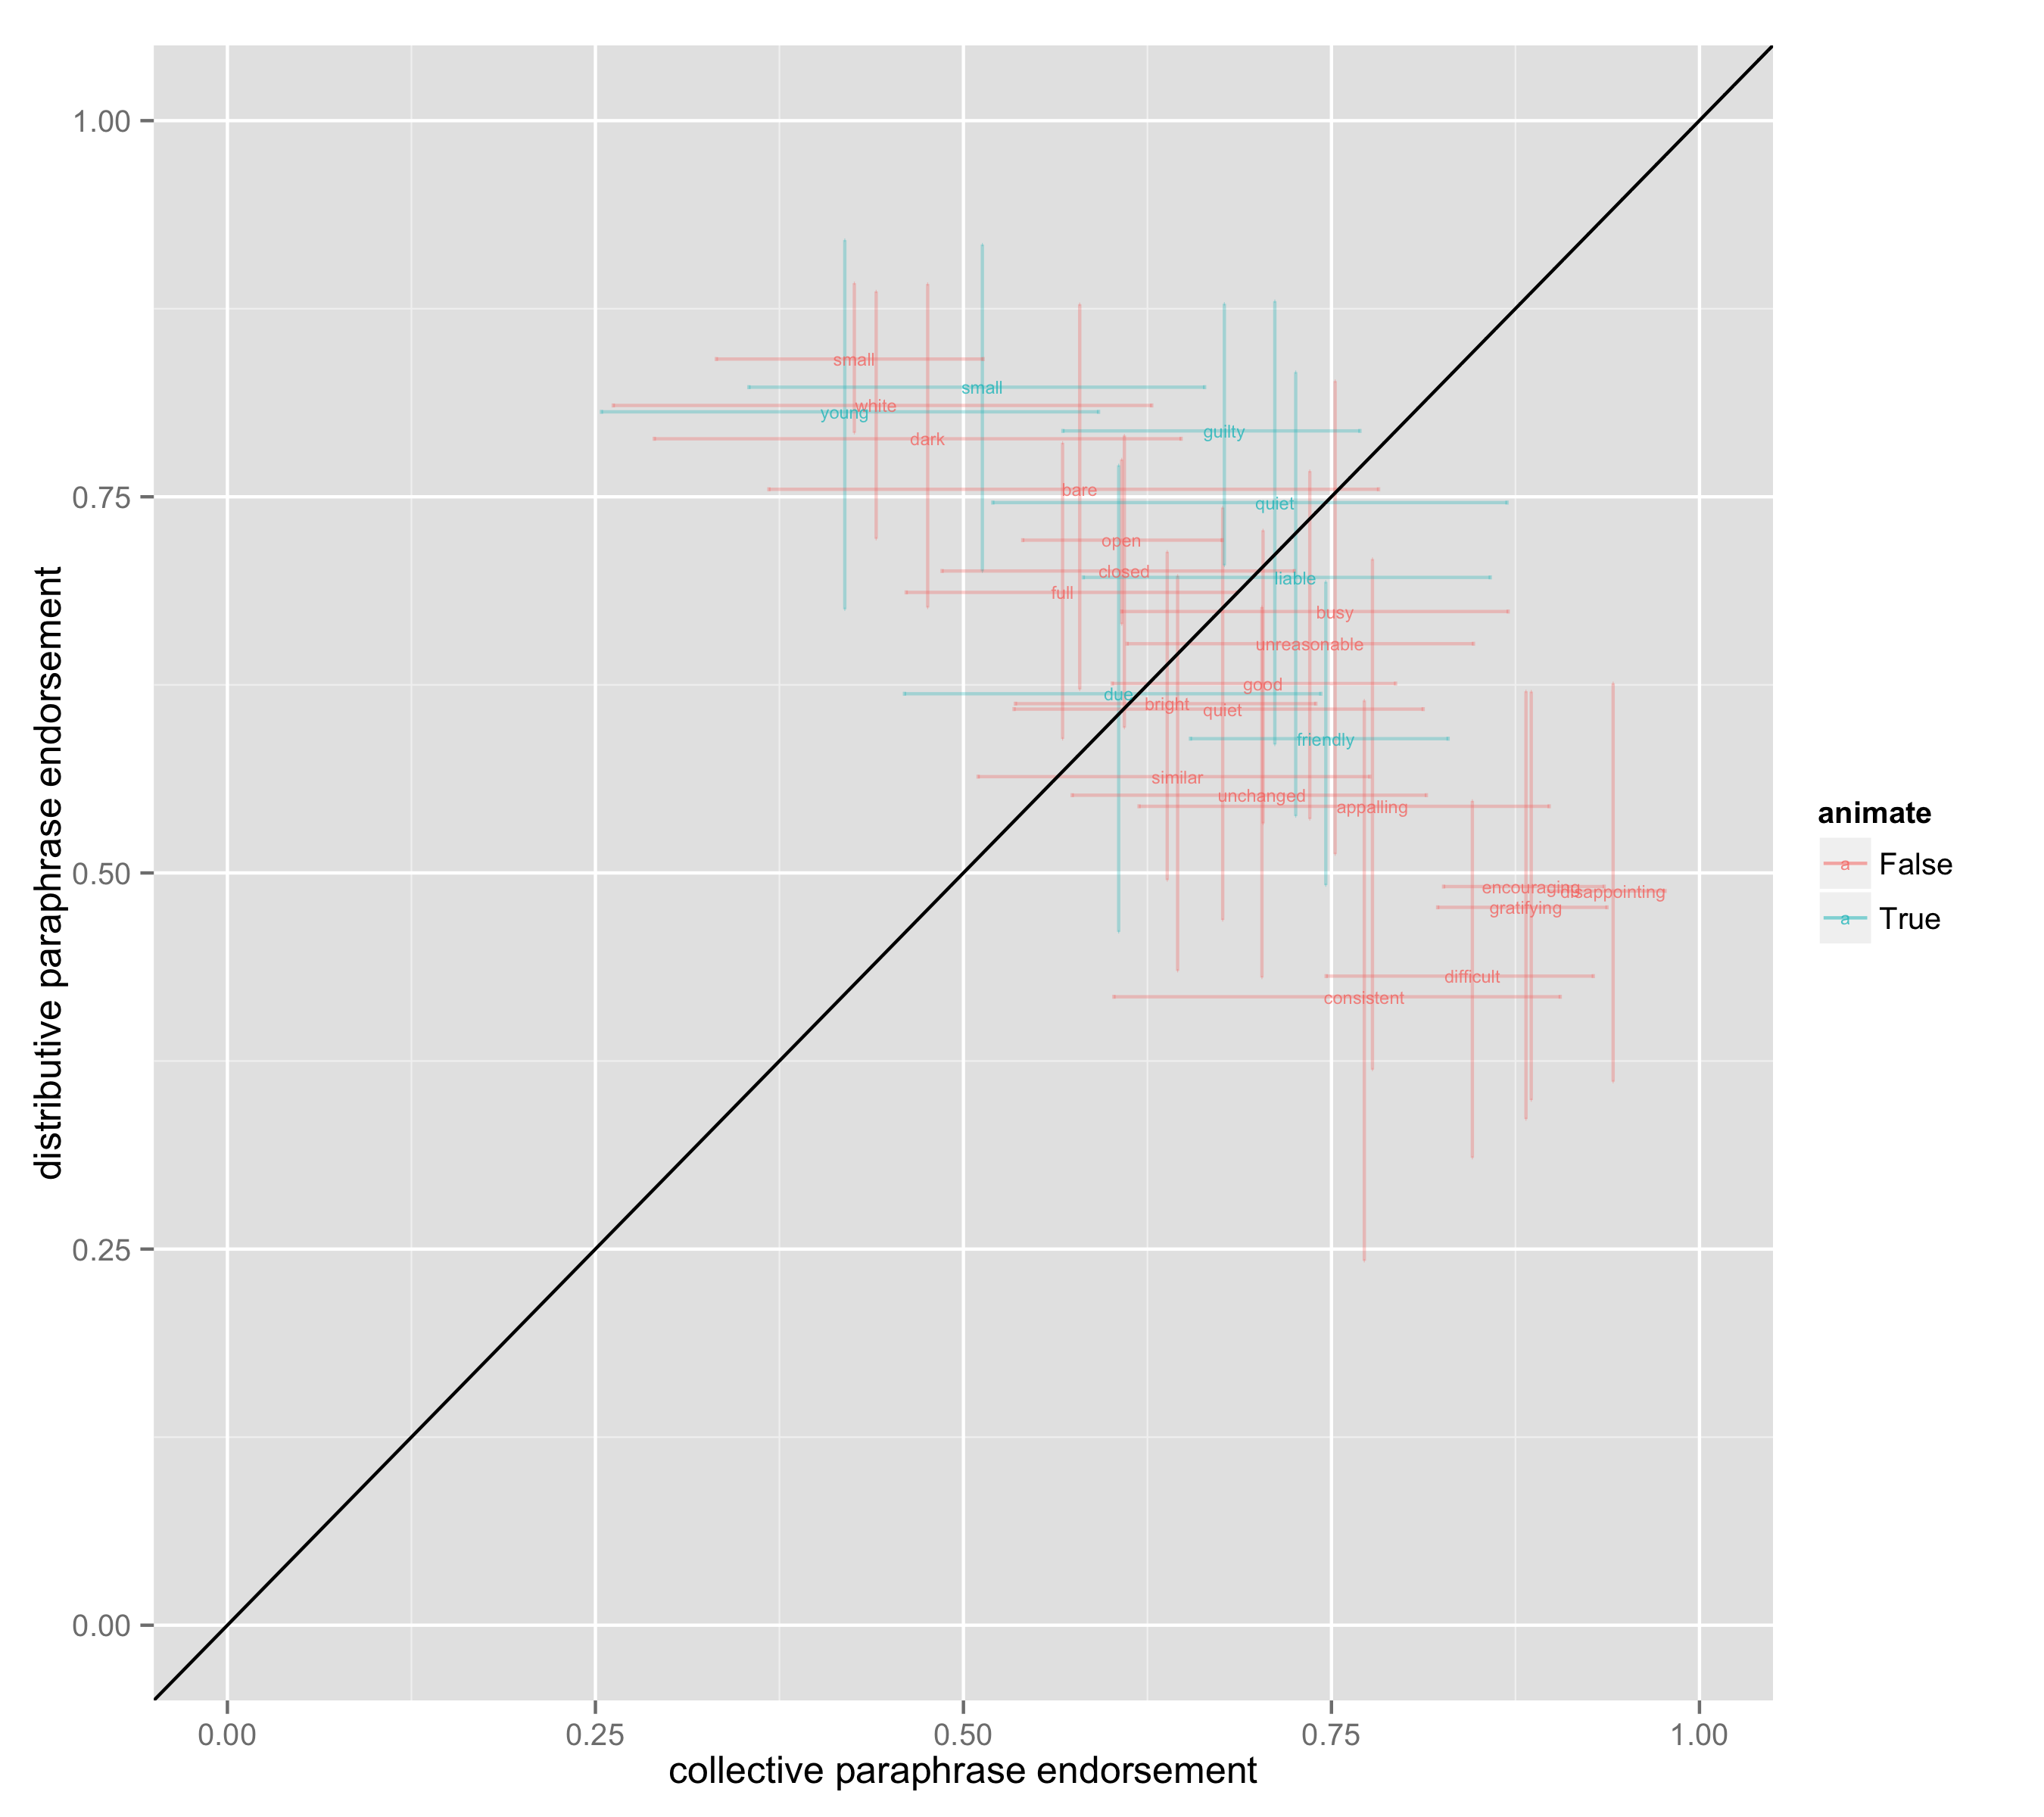 1.00
0.75
0.50
0.25
0.00
distributive paraphrase endorsement
small
small
white
young
guilty
dark
bare
quiet
open
closed
liable
full
busy
unreasonable
good
due
bright
quiet
friendly
similar
unchanged
appalling
encouraging
disappointing
gratifying
difficult
consistent
0.00 0.25 0.50 0.75 1.00
collective paraphrase endorsement
animate
a False
a True